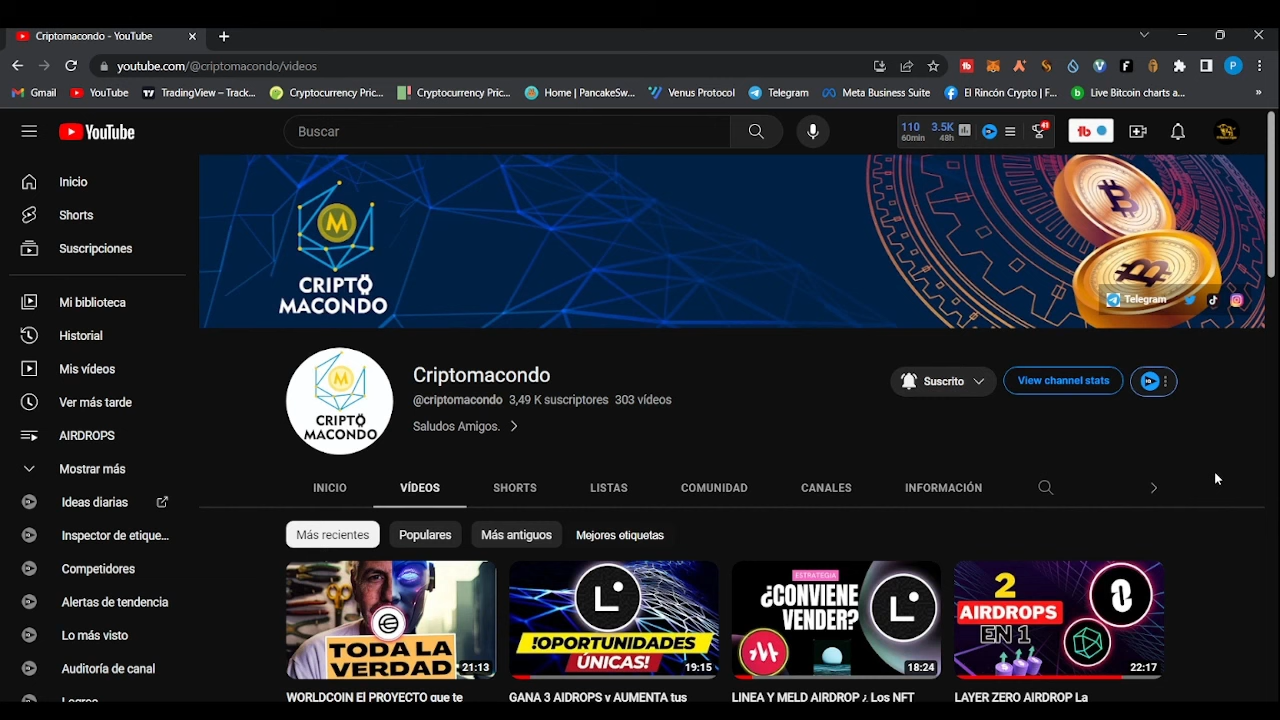 Criptomacondo - YouTube
youtube.com/@criptomacondo/videos
Gmail
YouTube
TradingView – Track...
Cryptocurrency Pric...
Cryptocurrency Pric...
Home | PancakeSw...
Venus Protocol
Telegram
Meta Business Suite
El Rincón Crypto | F...
Live Bitcoin charts a...
»
YouTube
Buscar
110 3.5K
60min 48h
41
Inicio
Shorts
Suscripciones
Mi biblioteca
Historial
Mis vídeos
Ver más tarde
AIRDROPS
Mostrar más
Ideas diarias
Inspector de etique...
Competidores
Alertas de tendencia
Lo más visto
Auditoría de canal
Logros
M
CRIPTO
MACONDO
Telegram
M
CRIPTO
MACONDO
Criptomacondo
@criptomacondo 3,49 K suscriptores 303 vídeos
Saludos Amigos.
Suscrito
View channel stats
INICIO
VÍDEOS
SHORTS
LISTAS
COMUNIDAD
CANALES
INFORMACIÓN
Más recientes
Populares
Más antiguos
Mejores etiquetas
TODA LA
VERDAD
21:13
WORLDCOIN El PROYECTO que te
!OPORTUNIDADES
ÚNICAS!
19:15
GANA 3 AIDROPS y AUMENTA tus
ESTRATEGIA
¿CONVIENE
VENDER?
18:24
LINEA Y MELD AIRDROP ¿ Los NFT
2
AIRDROPS
EN 1
22:17
LAYER ZERO AIRDROP La